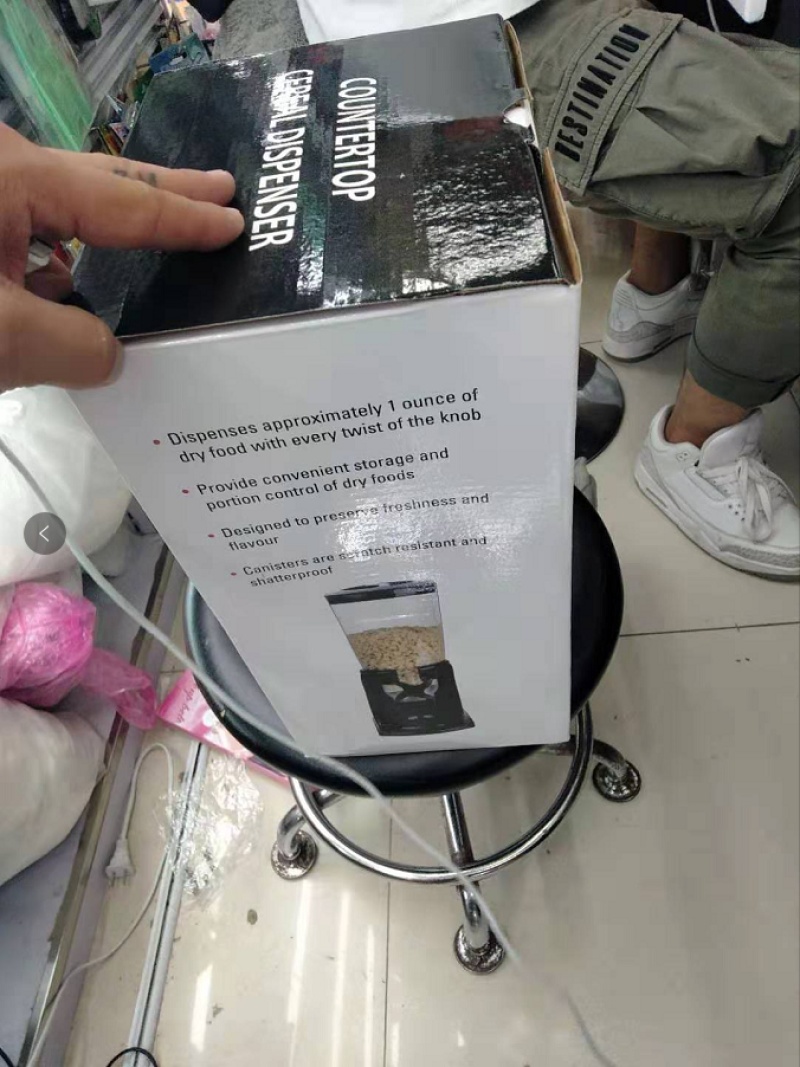 COUNTERTOP
CEREAL DISPENSER
DESTINATION
• Dispenses approximately 1 ounce of
dry food with every twist of the knob
• Provide convenient storage and
portion control of dry foods
• Designed to preserve freshness and
flavour
• Canisters are scratch resistant and
shatterproof